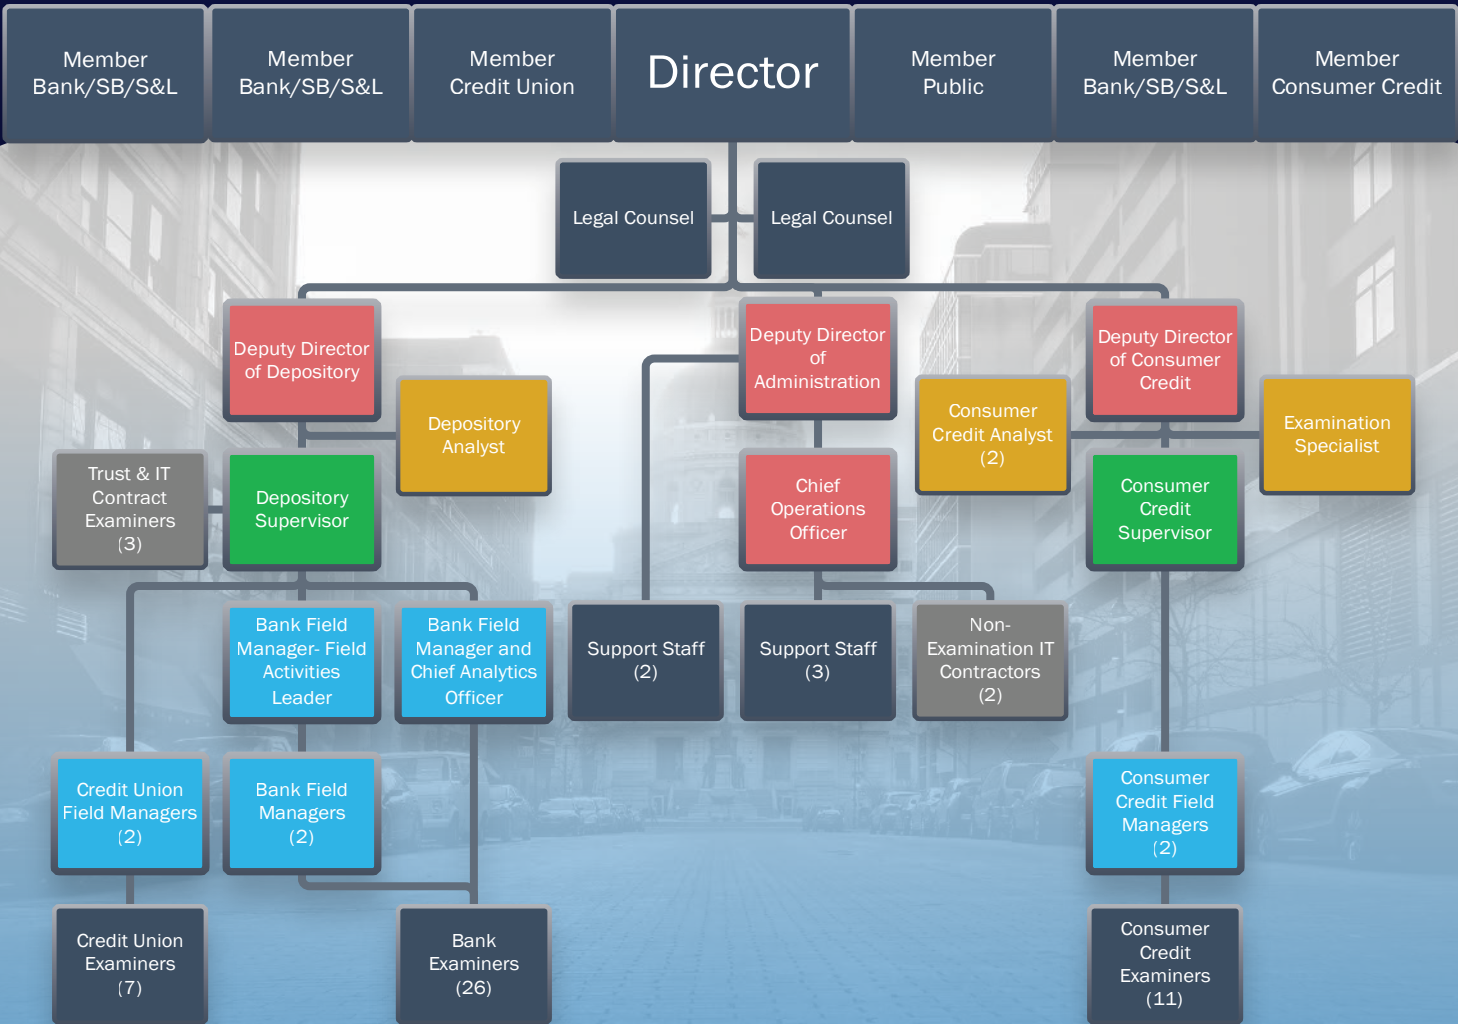 Member
Bank/SB/S&L
Member
Bank/SB/S&L
Member
Credit Union
Director
Member
Public
Member
Bank/SB/S&L
Member
Consumer Credit
Legal Counsel
Legal Counsel
Deputy Director
of Depository
Deputy Director
of
Administration
Deputy Director
of Consumer
Credit
Depository
Analyst
Consumer
Credit Analyst
(2)
Examination
Specialist
Trust & IT
Contract
Examiners
(3)
Depository
Supervisor
Chief
Operations
Officer
Consumer
Credit
Supervisor
Bank Field
Manager- Field
Activities
Leader
Bank Field
Manager and
Chief Analytics
Officer
Support Staff
(2)
Support Staff
(3)
Non-
Examination IT
Contractors
(2)
Credit Union
Field Managers
(2)
Bank Field
Managers
(2)
Consumer
Credit Field
Managers
(2)
Credit Union
Examiners
(7)
Bank
Examiners
(26)
Consumer
Credit
Examiners
(11)